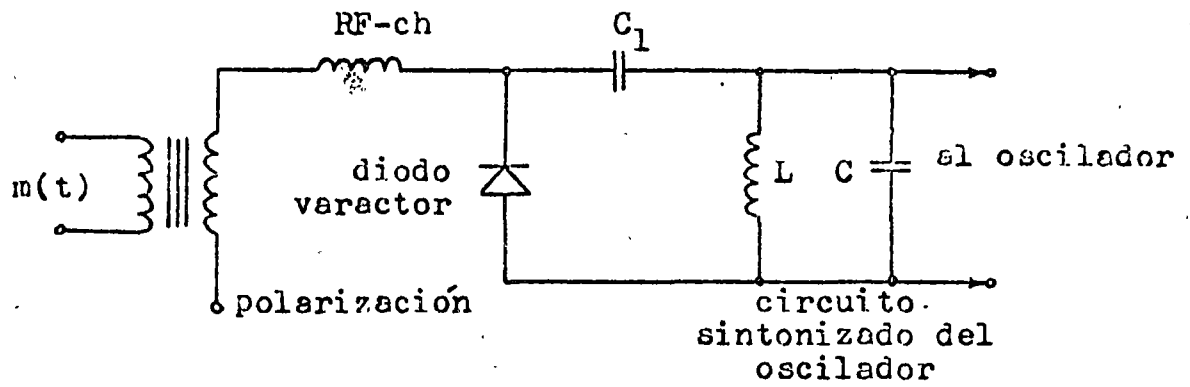 RF-ch
C1
m(t)
diodo
varactor
L
C
al oscilador
polarización
circuito
sintonizado del
oscilador